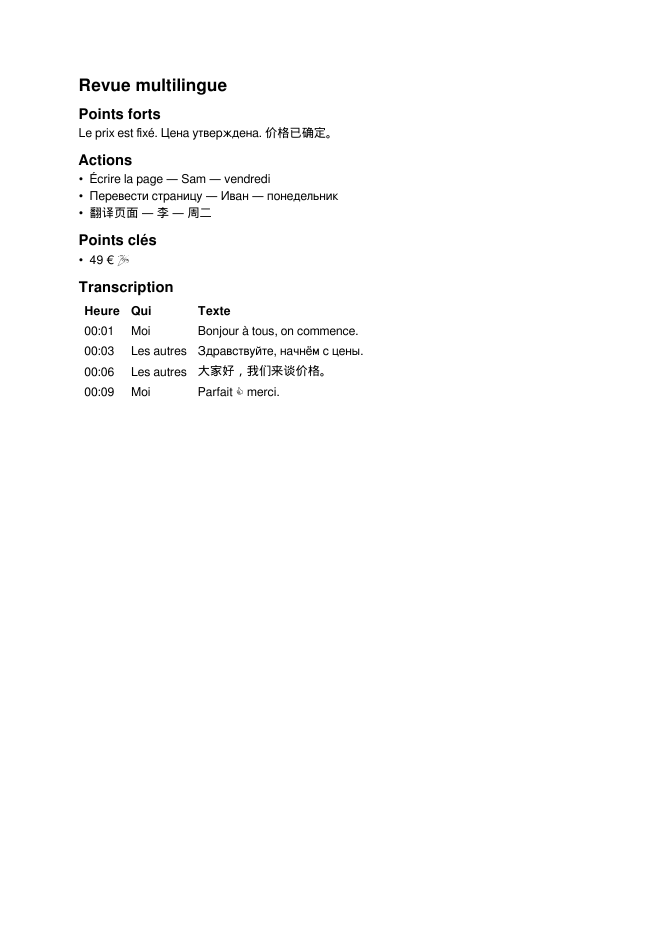 Revue multilingue
Points forts
Le prix est fixé. Цена утверждена. 价格已确定。
Actions
• Écrire la page — Sam — vendredi
• Перевести страницу — Иван — понедельник
• 翻译页面 — 李 — 周二
Points clés
• 49 €
Transcription
Heure Qui Texte
00:01 Moi Bonjour à tous, on commence.
00:03 Les autres Здравствуйте, начнём с цены.
00:06 Les autres 大家好，我们来谈价格。
00:09 Moi Parfait merci.